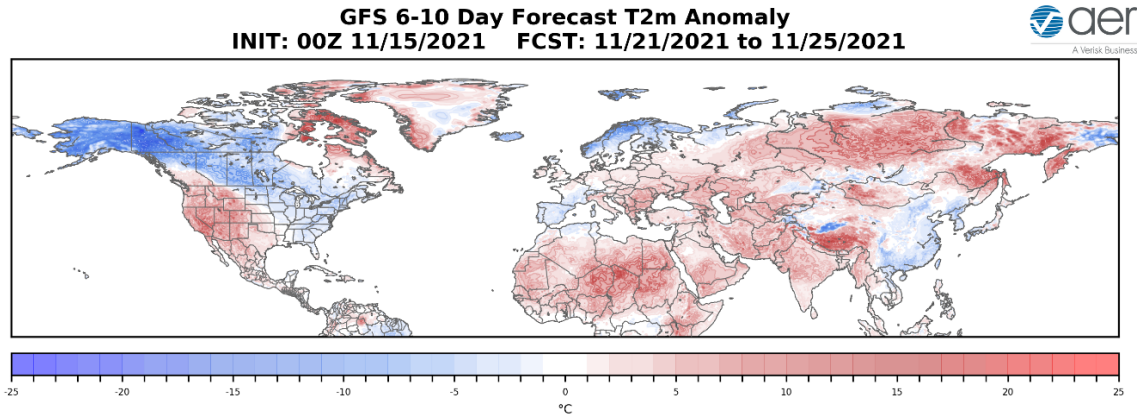 GFS 6-10 Day Forecast T2m Anomaly
INIT: 00Z 11/15/2021 FCST: 11/21/2021 to 11/25/2021
aer
A Verisk Business
-25 -20 -15 -10 -5 0 5 10 15 20 25
°C